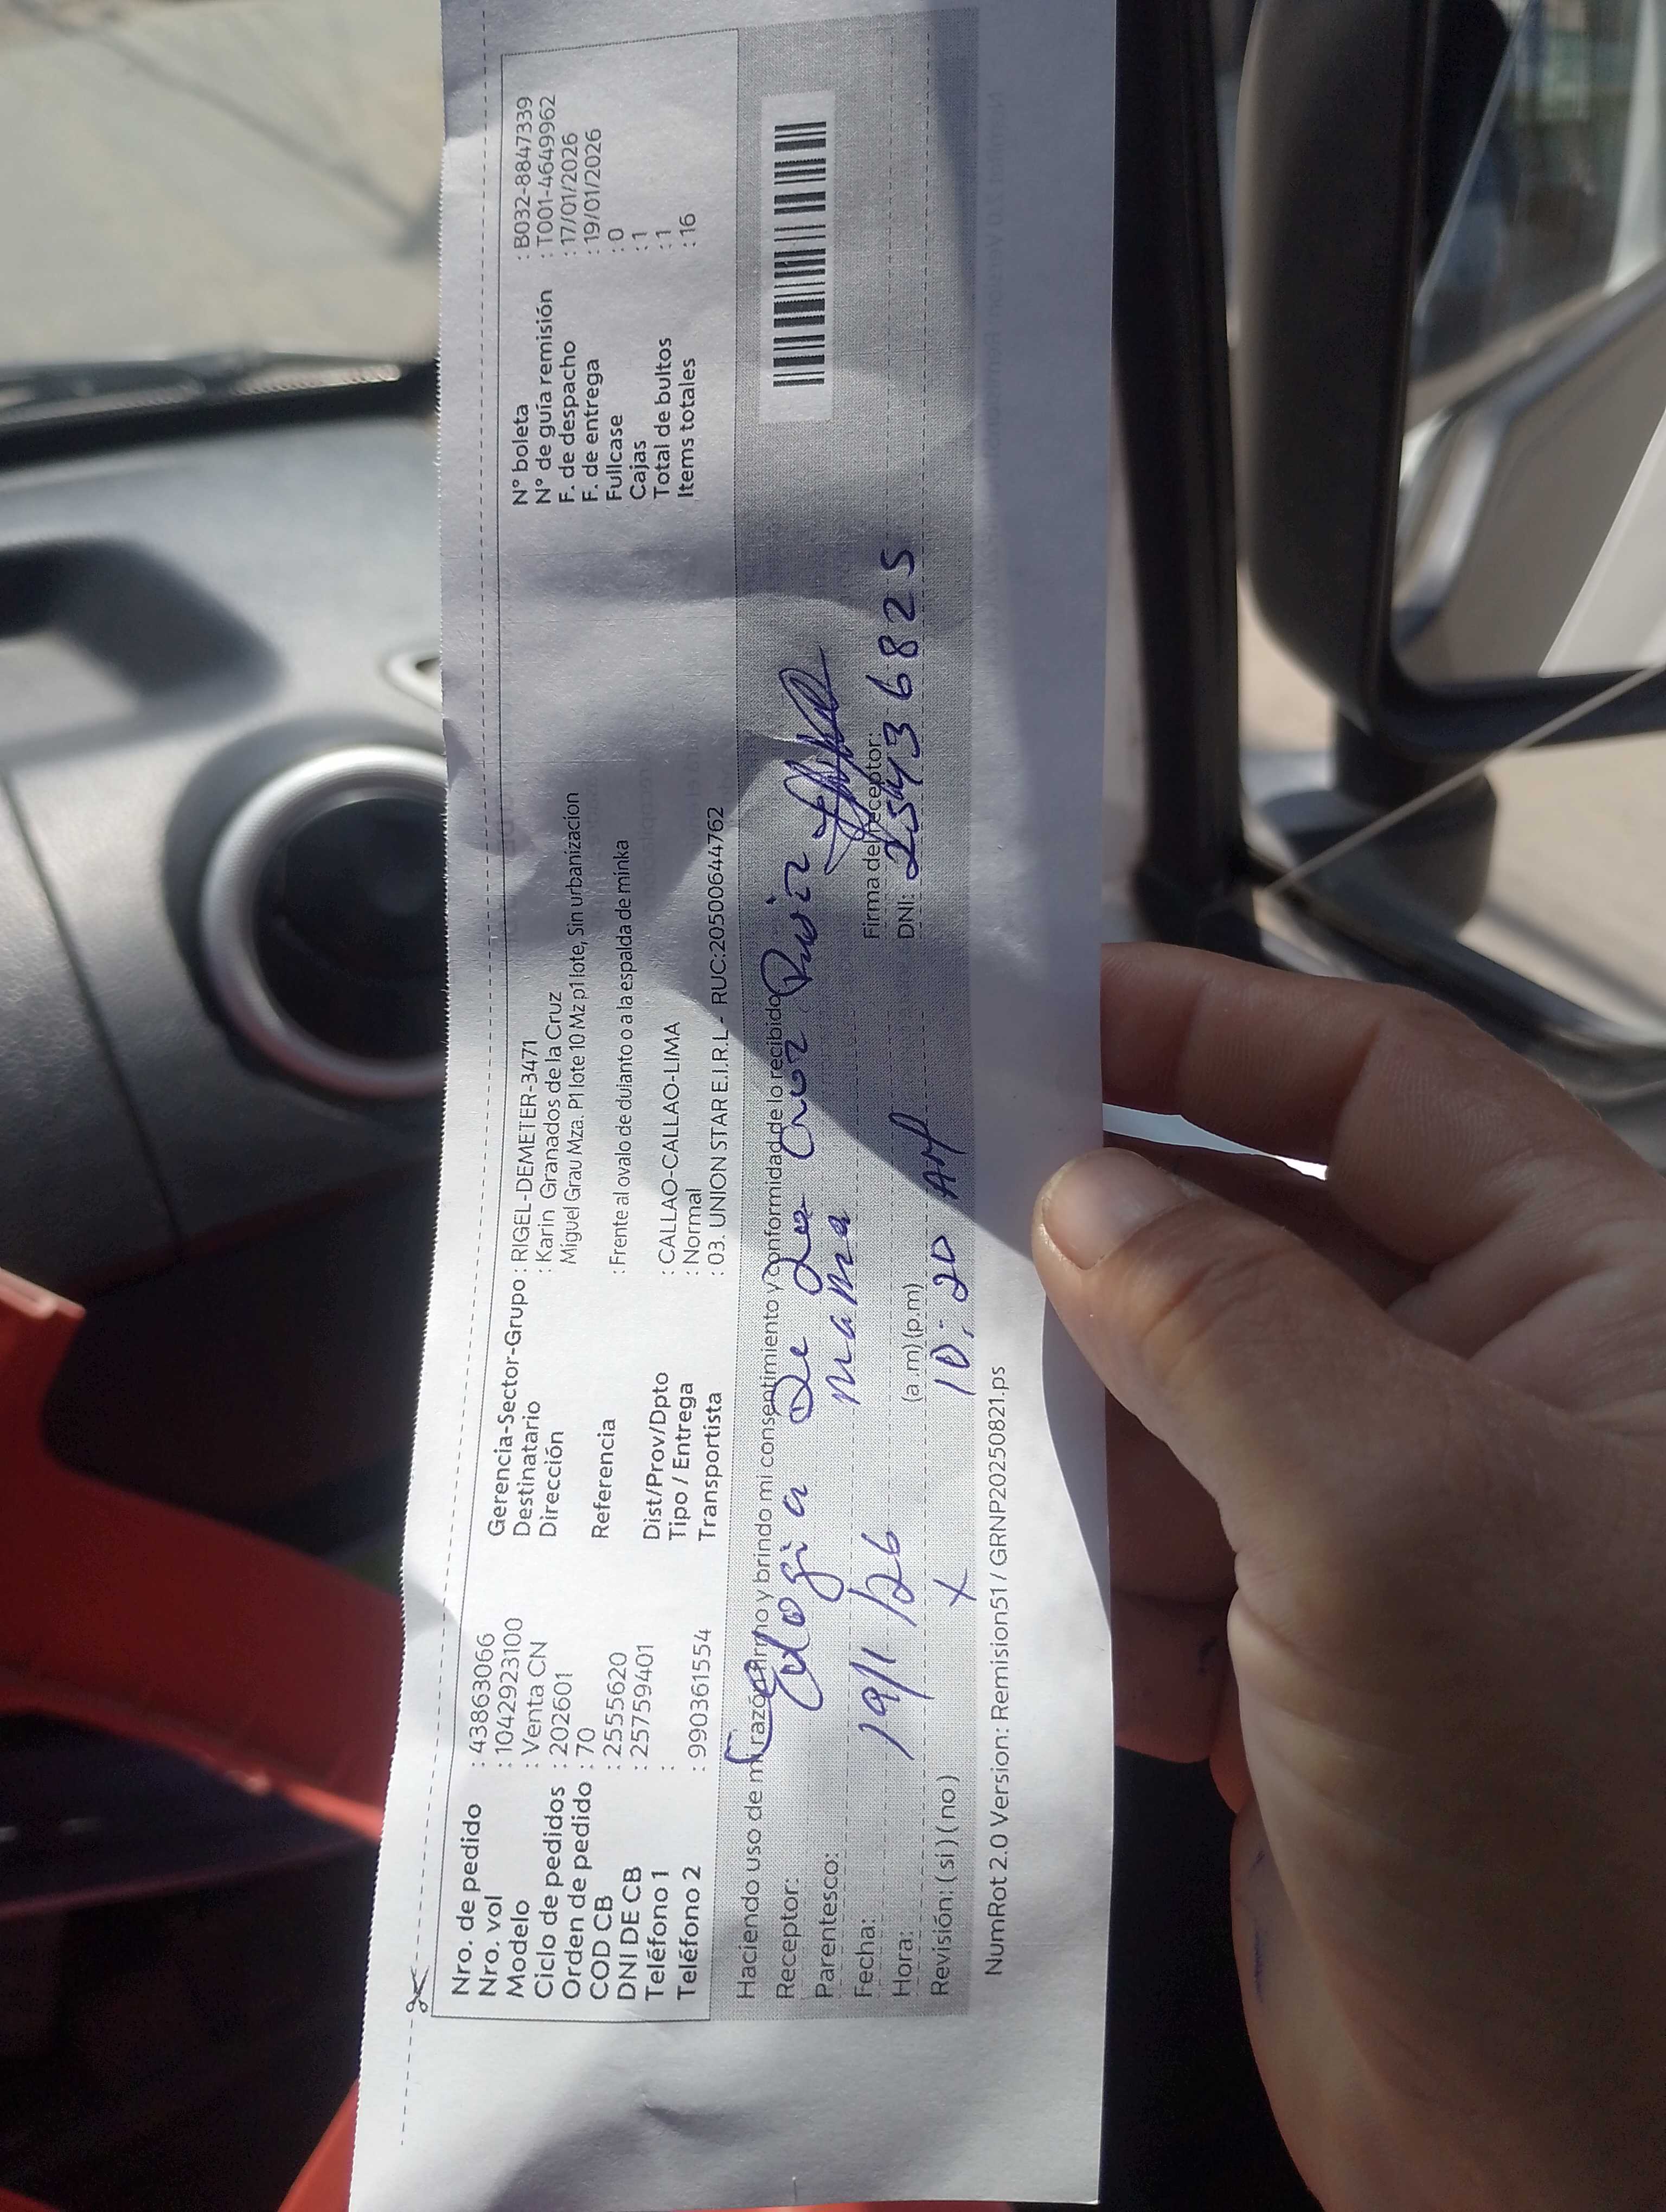 Nro. de pedido : 43863066
Nro. vol : 1042923100
Modelo : Venta CN
Ciclo de pedidos : 202601
Orden de pedido : 70
COD CB : 2555620
DNI DE CB : 25759401
Teléfono 1 :
Teléfono 2 : 990361554
Gerencia-Sector-Grupo : RIGEL-DEMETER-3471
Destinatario : Karin Granados de la Cruz
Dirección Miguel Grau Mza. P1 lote 10 Mz p1 lote, Sin urbanizacion
Referencia : Frente al ovalo de dujanto o a la espalda de minka
Dist/Prov/Dpto : CALLAO-CALLAO-LIMA
Tipo / Entrega : Normal
Transportista : 03. UNION STAR E.I.R.L - RUC:20500644762
N° boleta : B032-8847339
N° de guía remisión : T001-4649962
F. de despacho : 17/01/2026
F. de entrega : 19/01/2026
Fullcase : 0
Cajas : 1
Total de bultos : 1
Items totales : 16
Haciendo uso de mi razón firmo y brindo mi consentimiento y conformidad de lo recibido
Receptor: De La Cruz Ruiz
Parentesco: mama
Fecha: 19/1/26
Firma del receptor:
Hora: (a.m) (p.m) 10:20 AM
DNI: 25436825
Revisión: (si) (no) X
NumRot 2.0 Version: Remision51 / GRNP20250821.ps